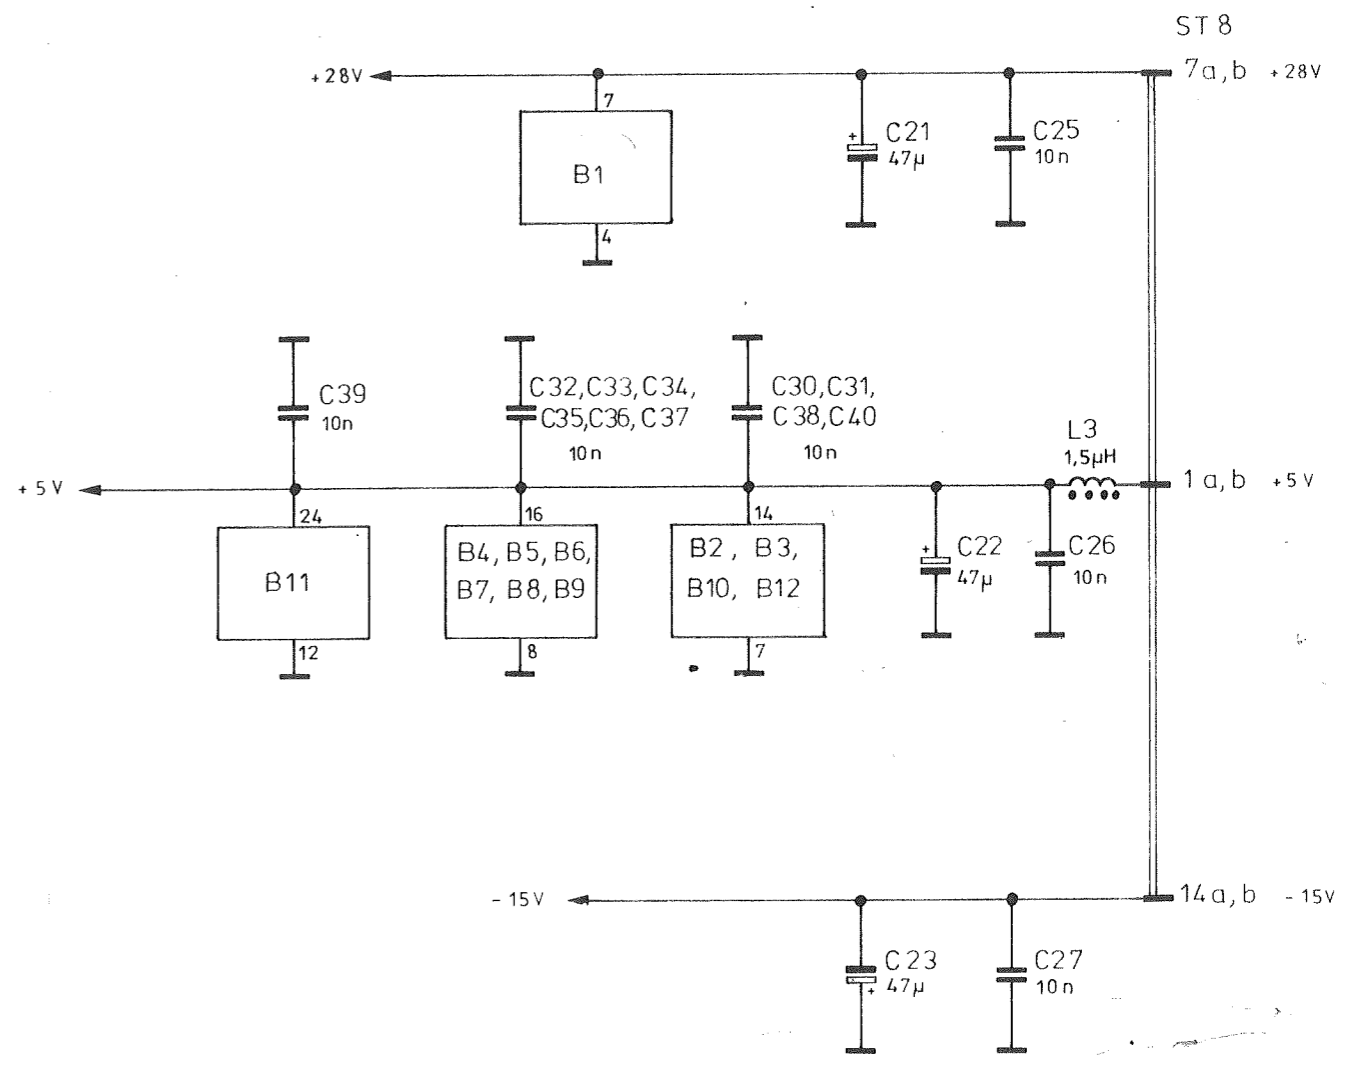 ST 8
+28V
7a,b +28V
7
B1
4
+
C21
47µ
C25
10n
C39
10n
C32,C33,C34,
C35,C36,C37
10n
C30,C31,
C38,C40
10n
L3
1,5µH
+5V
1a,b +5V
24
B11
12
16
B4, B5, B6,
B7, B8, B9
8
14
B2, B3,
B10, B12
7
+
C22
47µ
C26
10n
-15V
14a,b -15V
C23
47µ
+
C27
10n